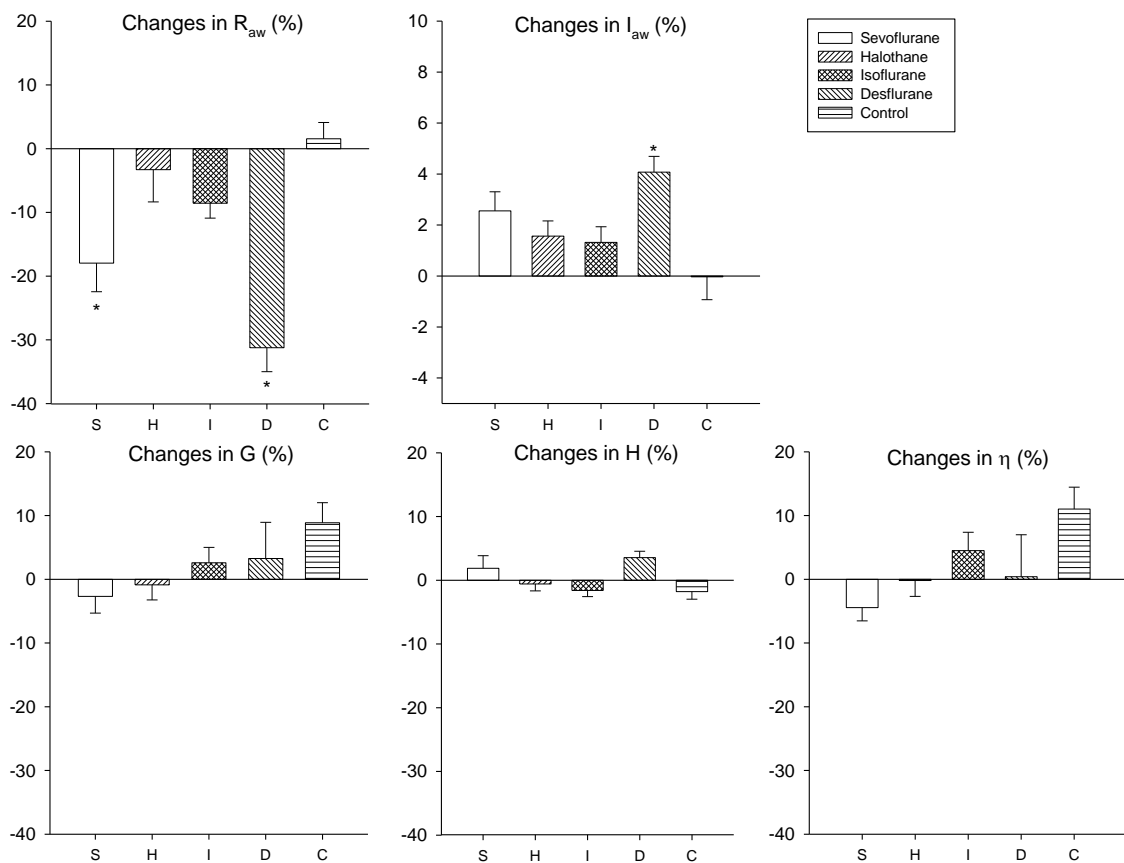 Changes in Raw (%)
20
10
0
-10
-20
-30
-40
*
*
S H I D C
Changes in Iaw (%)
10
8
6
4
2
0
-2
-4
*
S H I D C
Sevoflurane
Halothane
Isoflurane
Desflurane
Control
Changes in G (%)
20
10
0
-10
-20
-30
-40
S H I D C
Changes in H (%)
20
10
0
-10
-20
-30
-40
S H I D C
Changes in η (%)
20
10
0
-10
-20
-30
-40
S H I D C